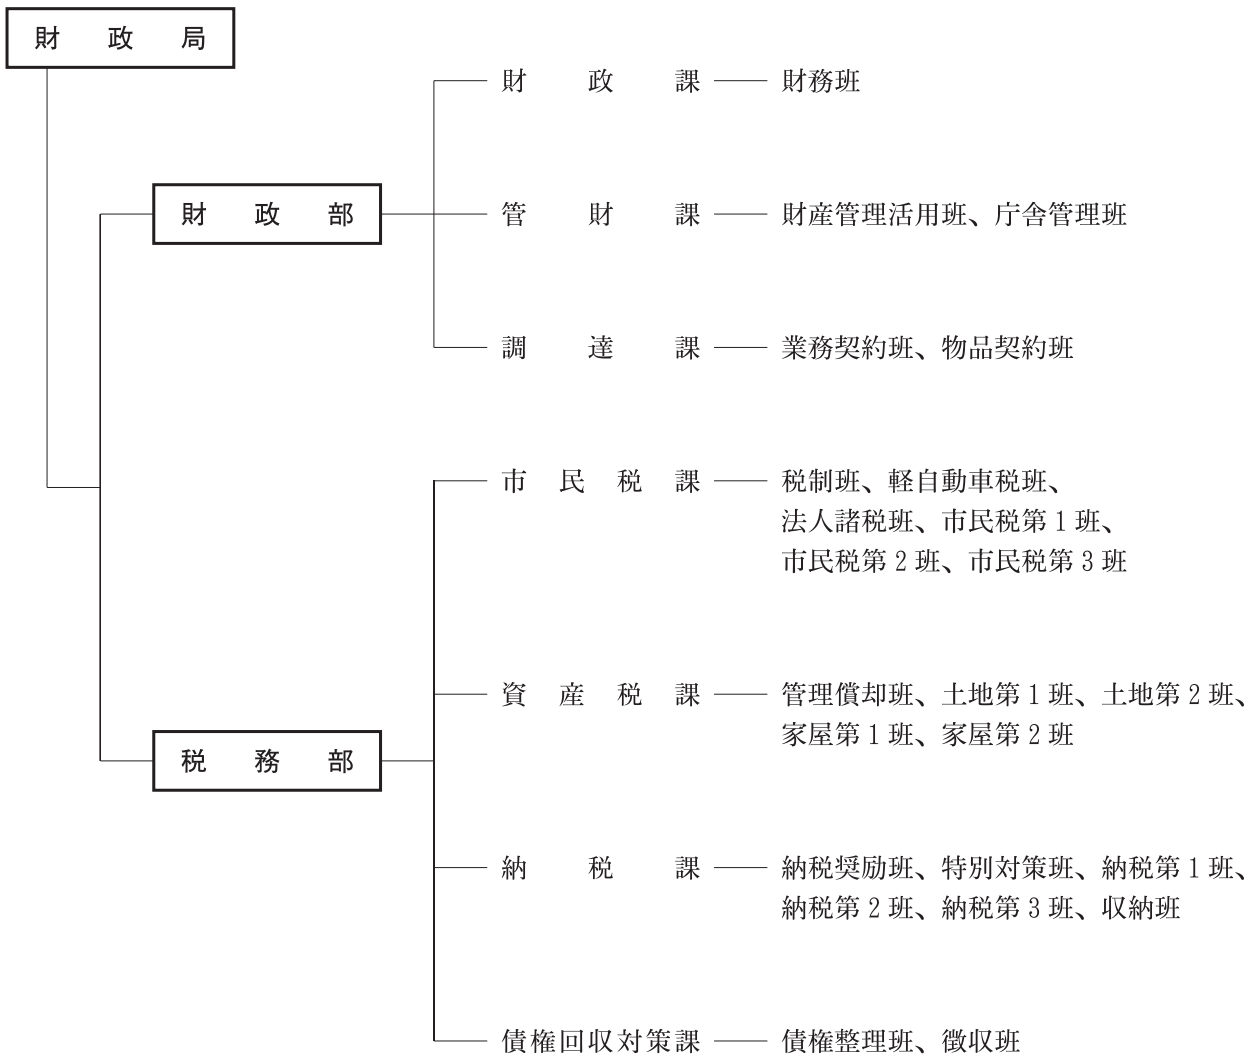 財政局
財政課 財務班
財政部 管財課 財産管理活用班、庁舎管理班
調達課 業務契約班、物品契約班
市民税課 税制班、軽自動車税班、
法人諸税班、市民税第1班、
市民税第2班、市民税第3班
資産税課 管理償却班、土地第1班、土地第2班、
家屋第1班、家屋第2班
税務部
納税課 納税奨励班、特別対策班、納税第1班、
納税第2班、納税第3班、収納班
債権回収対策課 債権整理班、徴収班